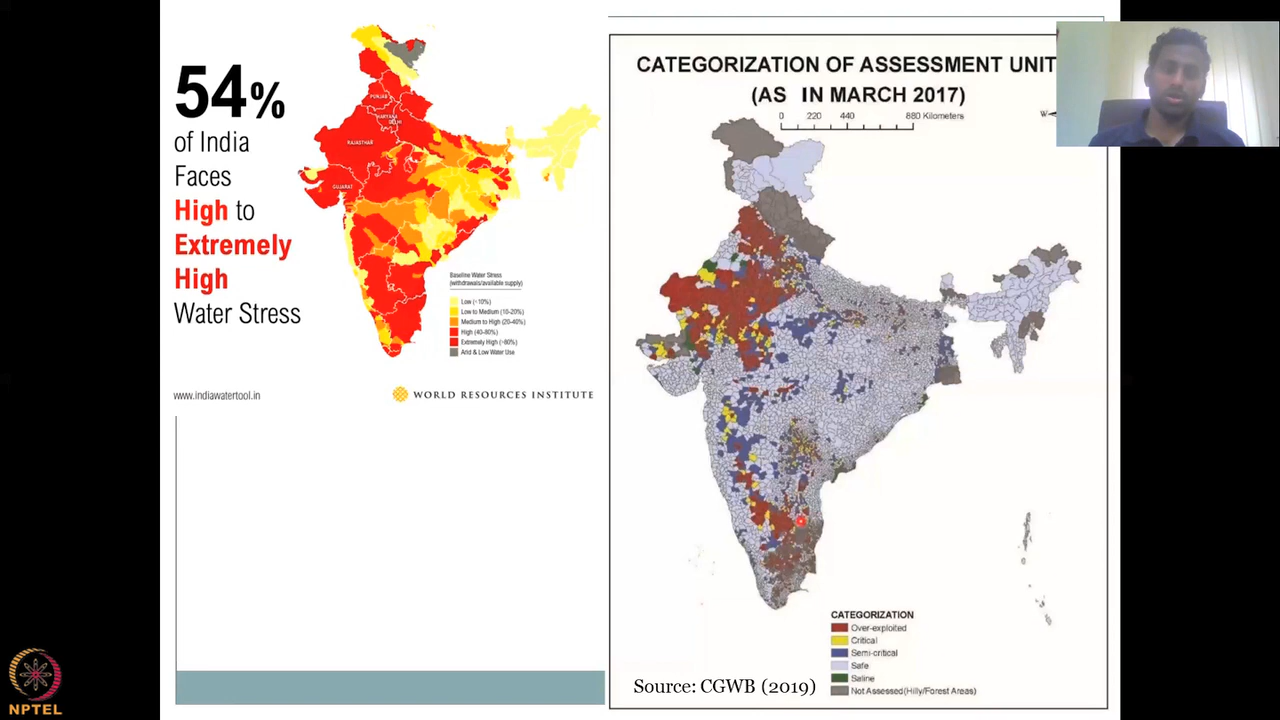 54%
of India
Faces
High to
Extremely
High
Water Stress
PUNJAB
HARYANA
DELHI
RAJASTHAN
GUJARAT
Baseline Water Stress
(withdrawals/available supply)
Low (<10%)
Low to Medium (10-20%)
Medium to High (20-40%)
High (40-80%)
Extremely High (>80%)
Arid & Low Water Use
www.indiawatertool.in
WORLD RESOURCES INSTITUTE
CATEGORIZATION OF ASSESSMENT UNIT
(AS IN MARCH 2017)
0 220 440 880 Kilometers
W
CATEGORIZATION
Over-exploited
Critical
Semi-critical
Safe
Saline
Not Assessed(Hilly/Forest Areas)
Source: CGWB (2019)
NPTEL